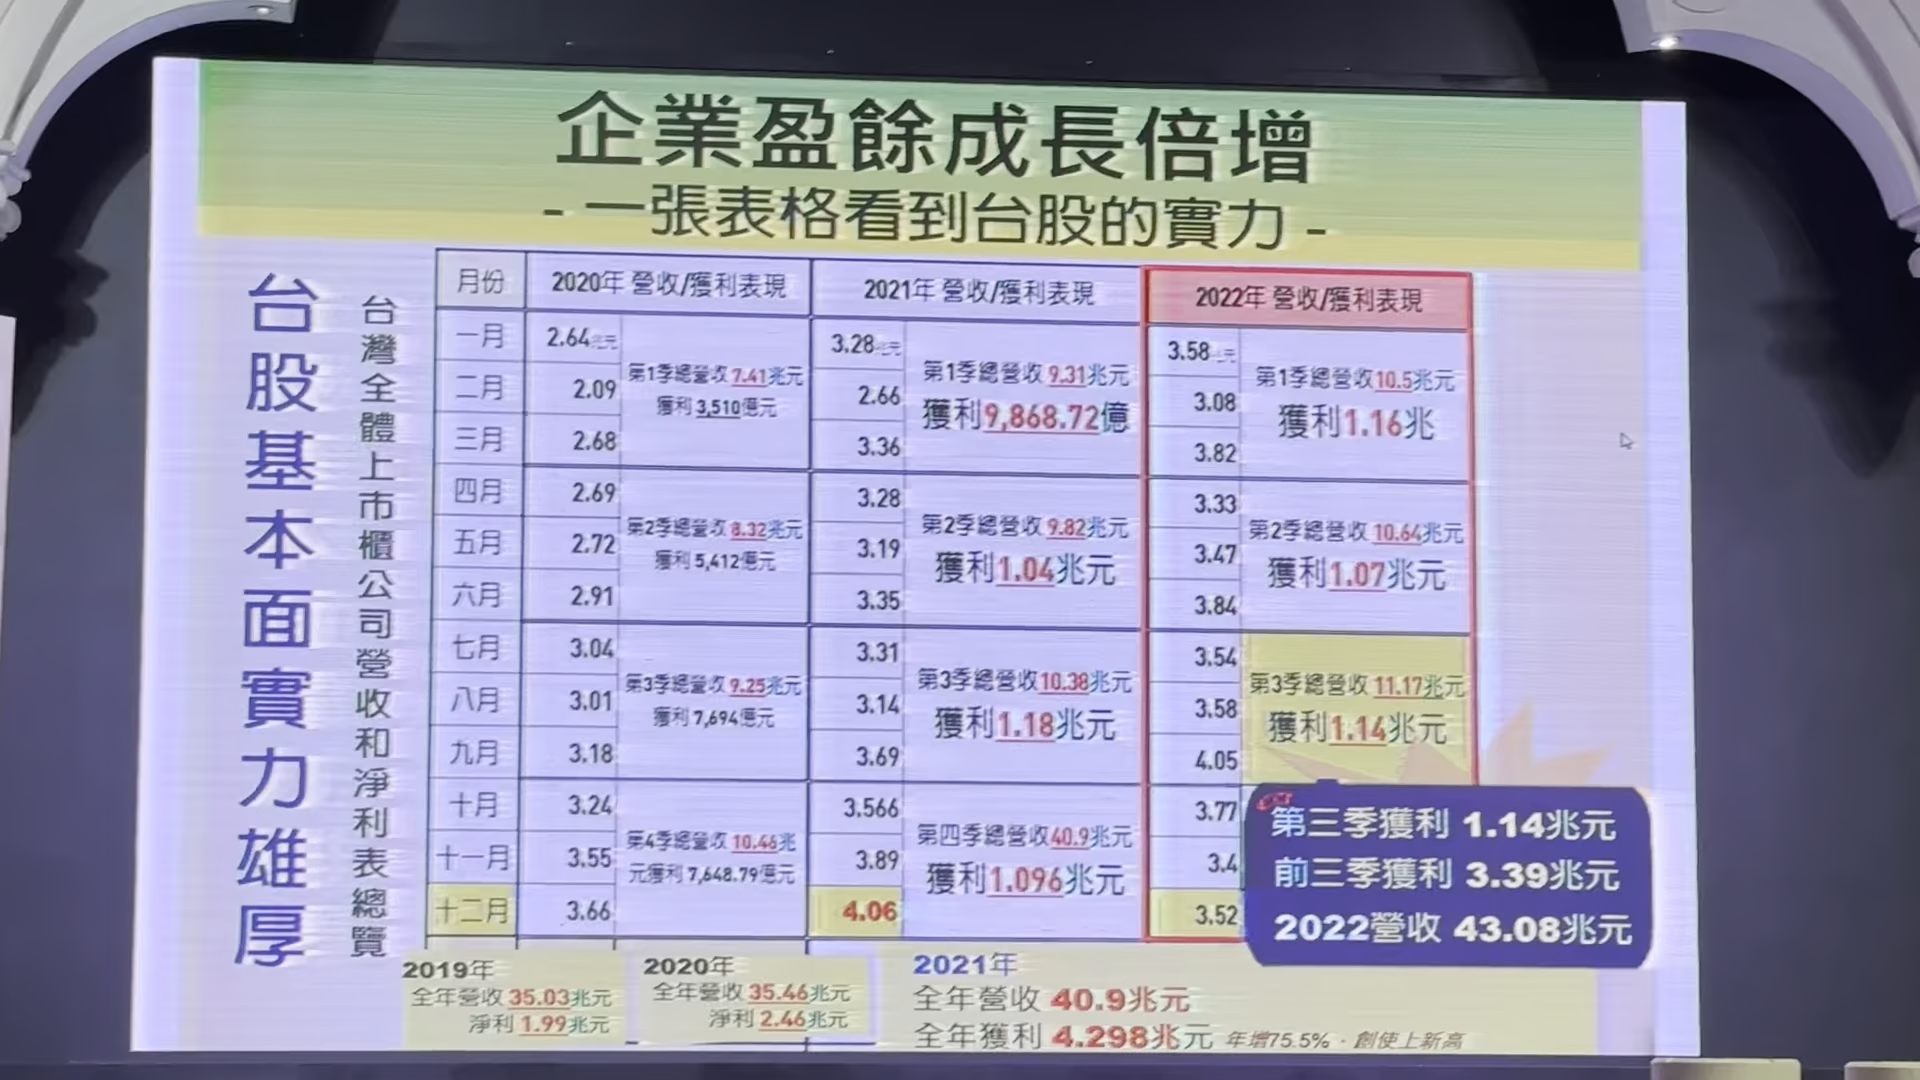 企業盈餘成長倍增
- 一張表格看到台股的實力 -
台股基本面實力雄厚
台灣全體上市櫃公司營收和淨利表總覽
月份 2020年 營收/獲利表現 2021年 營收/獲利表現 2022年 營收/獲利表現
一月 2.64兆元 3.28兆元 3.58兆元
第1季總營收7.41兆元 第1季總營收9.31兆元 第1季總營收10.5兆元
二月 2.09 2.66 3.08
獲利3,510億元 獲利9,868.72億 獲利1.16兆
三月 2.68 3.36 3.82
四月 2.69 3.28 3.33
第2季總營收8.32兆元 第2季總營收9.82兆元 第2季總營收10.64兆元
五月 2.72 3.19 3.47
獲利5,412億元 獲利1.04兆元 獲利1.07兆元
六月 2.91 3.35 3.84
七月 3.04 3.31 3.54
第3季總營收9.25兆元 第3季總營收10.38兆元 第3季總營收11.17兆元
八月 3.01 3.14 3.58
獲利7,694億元 獲利1.18兆元 獲利1.14兆元
九月 3.18 3.69 4.05
十月 3.24 3.566 3.77
第4季總營收10.46兆 第四季總營收40.9兆元
十一月 3.55 3.89 3.4
元獲利7,648.79億元 獲利1.096兆元
十二月 3.66 4.06 3.52
第三季獲利 1.14兆元
前三季獲利 3.39兆元
2022營收 43.08兆元
2019年
全年營收35.03兆元
淨利1.99兆元
2020年
全年營收35.46兆元
淨利2.46兆元
2021年
全年營收 40.9兆元
全年獲利 4.298兆元 年增75.5%．創使上新高